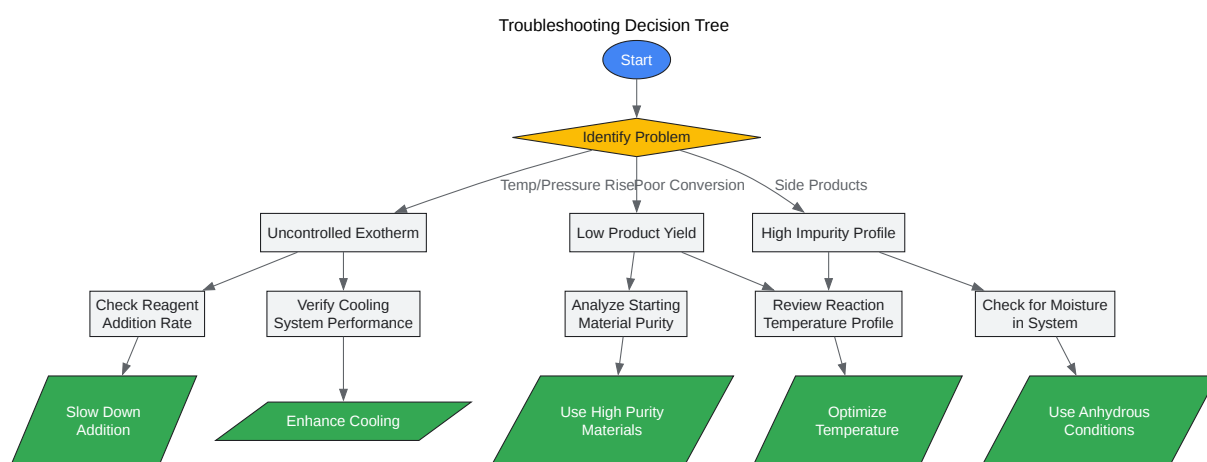 Troubleshooting Decision Tree
Start
Identify Problem
Temp/Pressure Rise
Poor Conversion
Side Products
Uncontrolled Exotherm
Low Product Yield
High Impurity Profile
Check Reagent
Addition Rate
Verify Cooling
System Performance
Analyze Starting
Material Purity
Review Reaction
Temperature Profile
Check for Moisture
in System
Slow Down
Addition
Enhance Cooling
Use High Purity
Materials
Optimize
Temperature
Use Anhydrous
Conditions